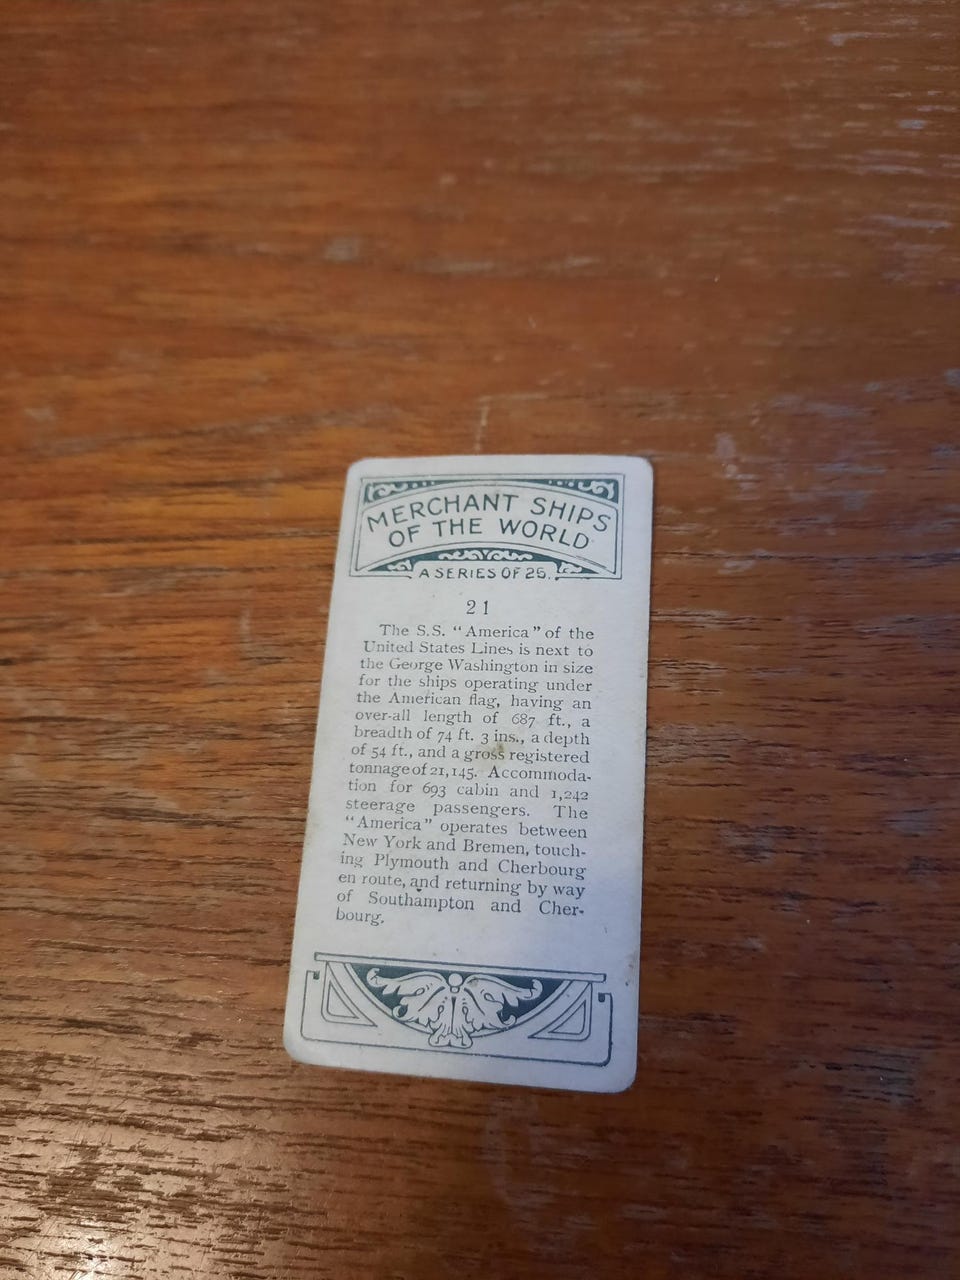 MERCHANT SHIPS
OF THE WORLD
A SERIES OF 25.
21
The S.S. "America" of the
United States Lines is next to
the George Washington in size
for the ships operating under
the American flag, having an
over-all length of 687 ft., a
breadth of 74 ft. 3 ins., a depth
of 54 ft., and a gross registered
tonnage of 21,145. Accommoda-
tion for 693 cabin and 1,242
steerage passengers. The
"America" operates between
New York and Bremen, touch-
ing Plymouth and Cherbourg
en route, and returning by way
of Southampton and Cher-
bourg.